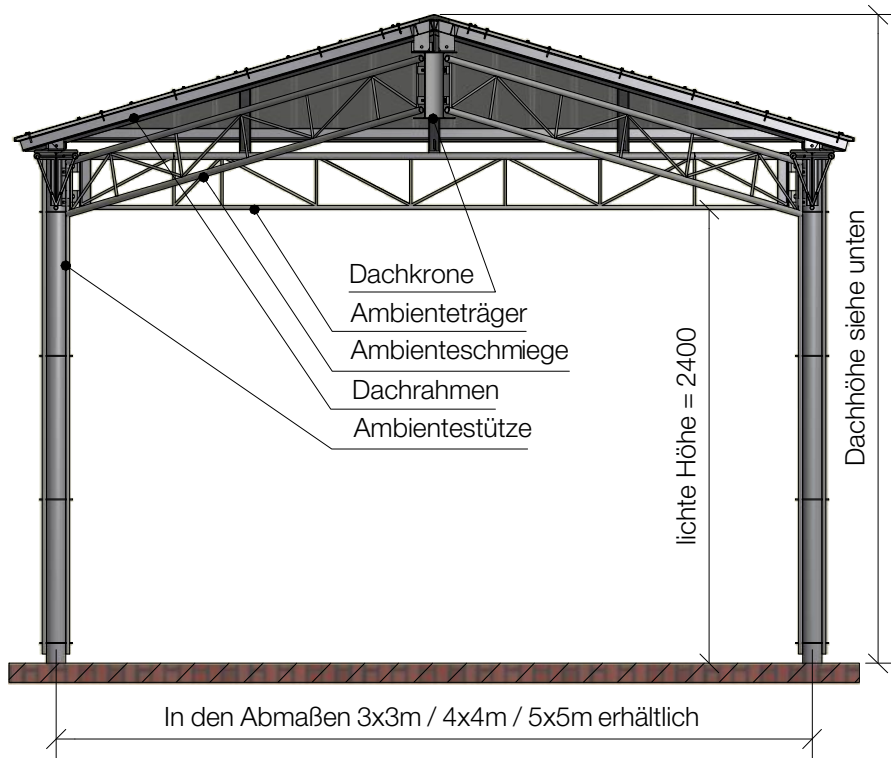 Dachkrone
Ambienteträger
Ambienteschmiege
Dachrahmen
Ambientestütze
lichte Höhe = 2400
Dachhöhe siehe unten
In den Abmaßen 3x3m / 4x4m / 5x5m erhältlich